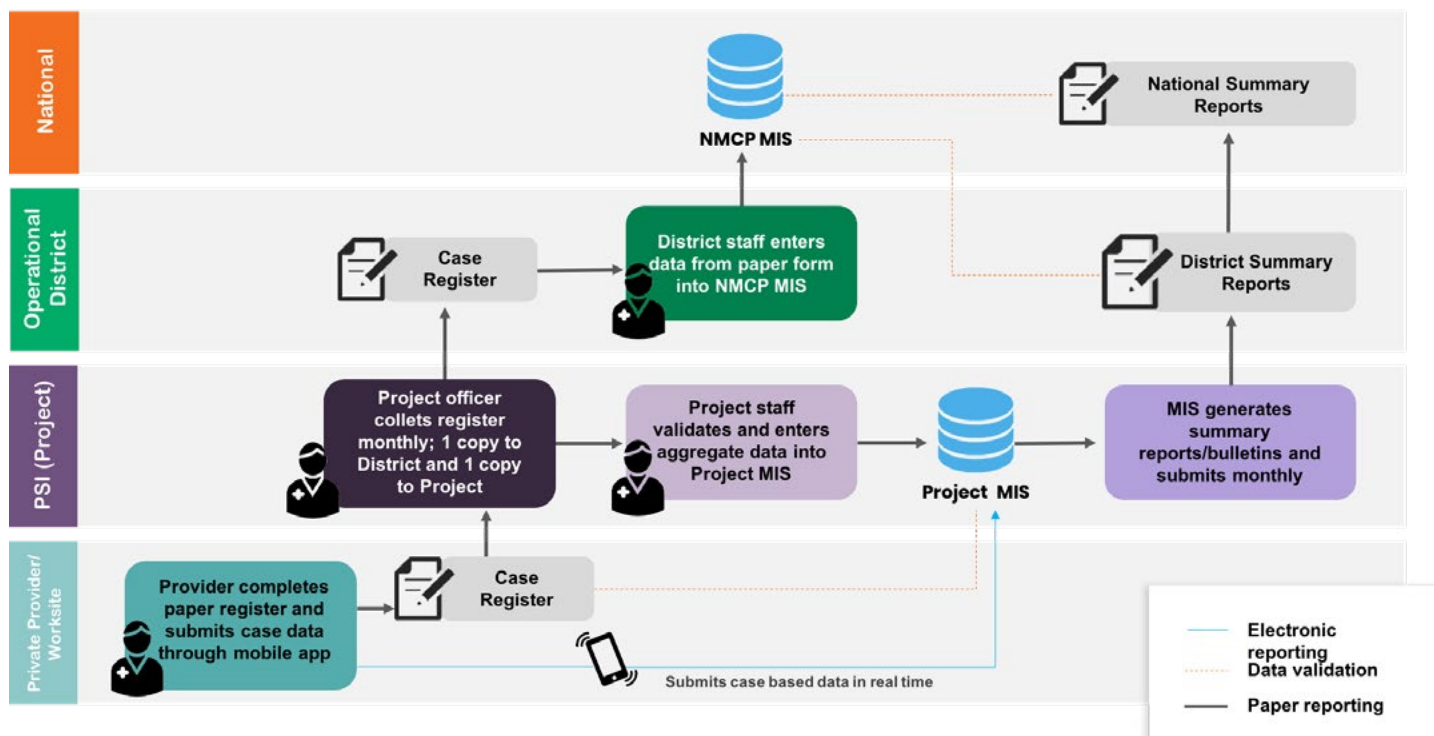 National
NMCP MIS
National Summary
Reports
Operational
District
Case
Register
District staff enters
data from paper form
into NMCP MIS
District Summary
Reports
PSI (Project)
Project officer
collets register
monthly; 1 copy to
District and 1 copy
to Project
Project staff
validates and enters
aggregate data into
Project MIS
Project MIS
MIS generates
summary
reports/bulletins and
submits monthly
Private Provider/
Worksite
Provider completes
paper register and
submits case data
through mobile app
Case
Register
Submits case based data in real time
Electronic
reporting
Data validation
Paper reporting